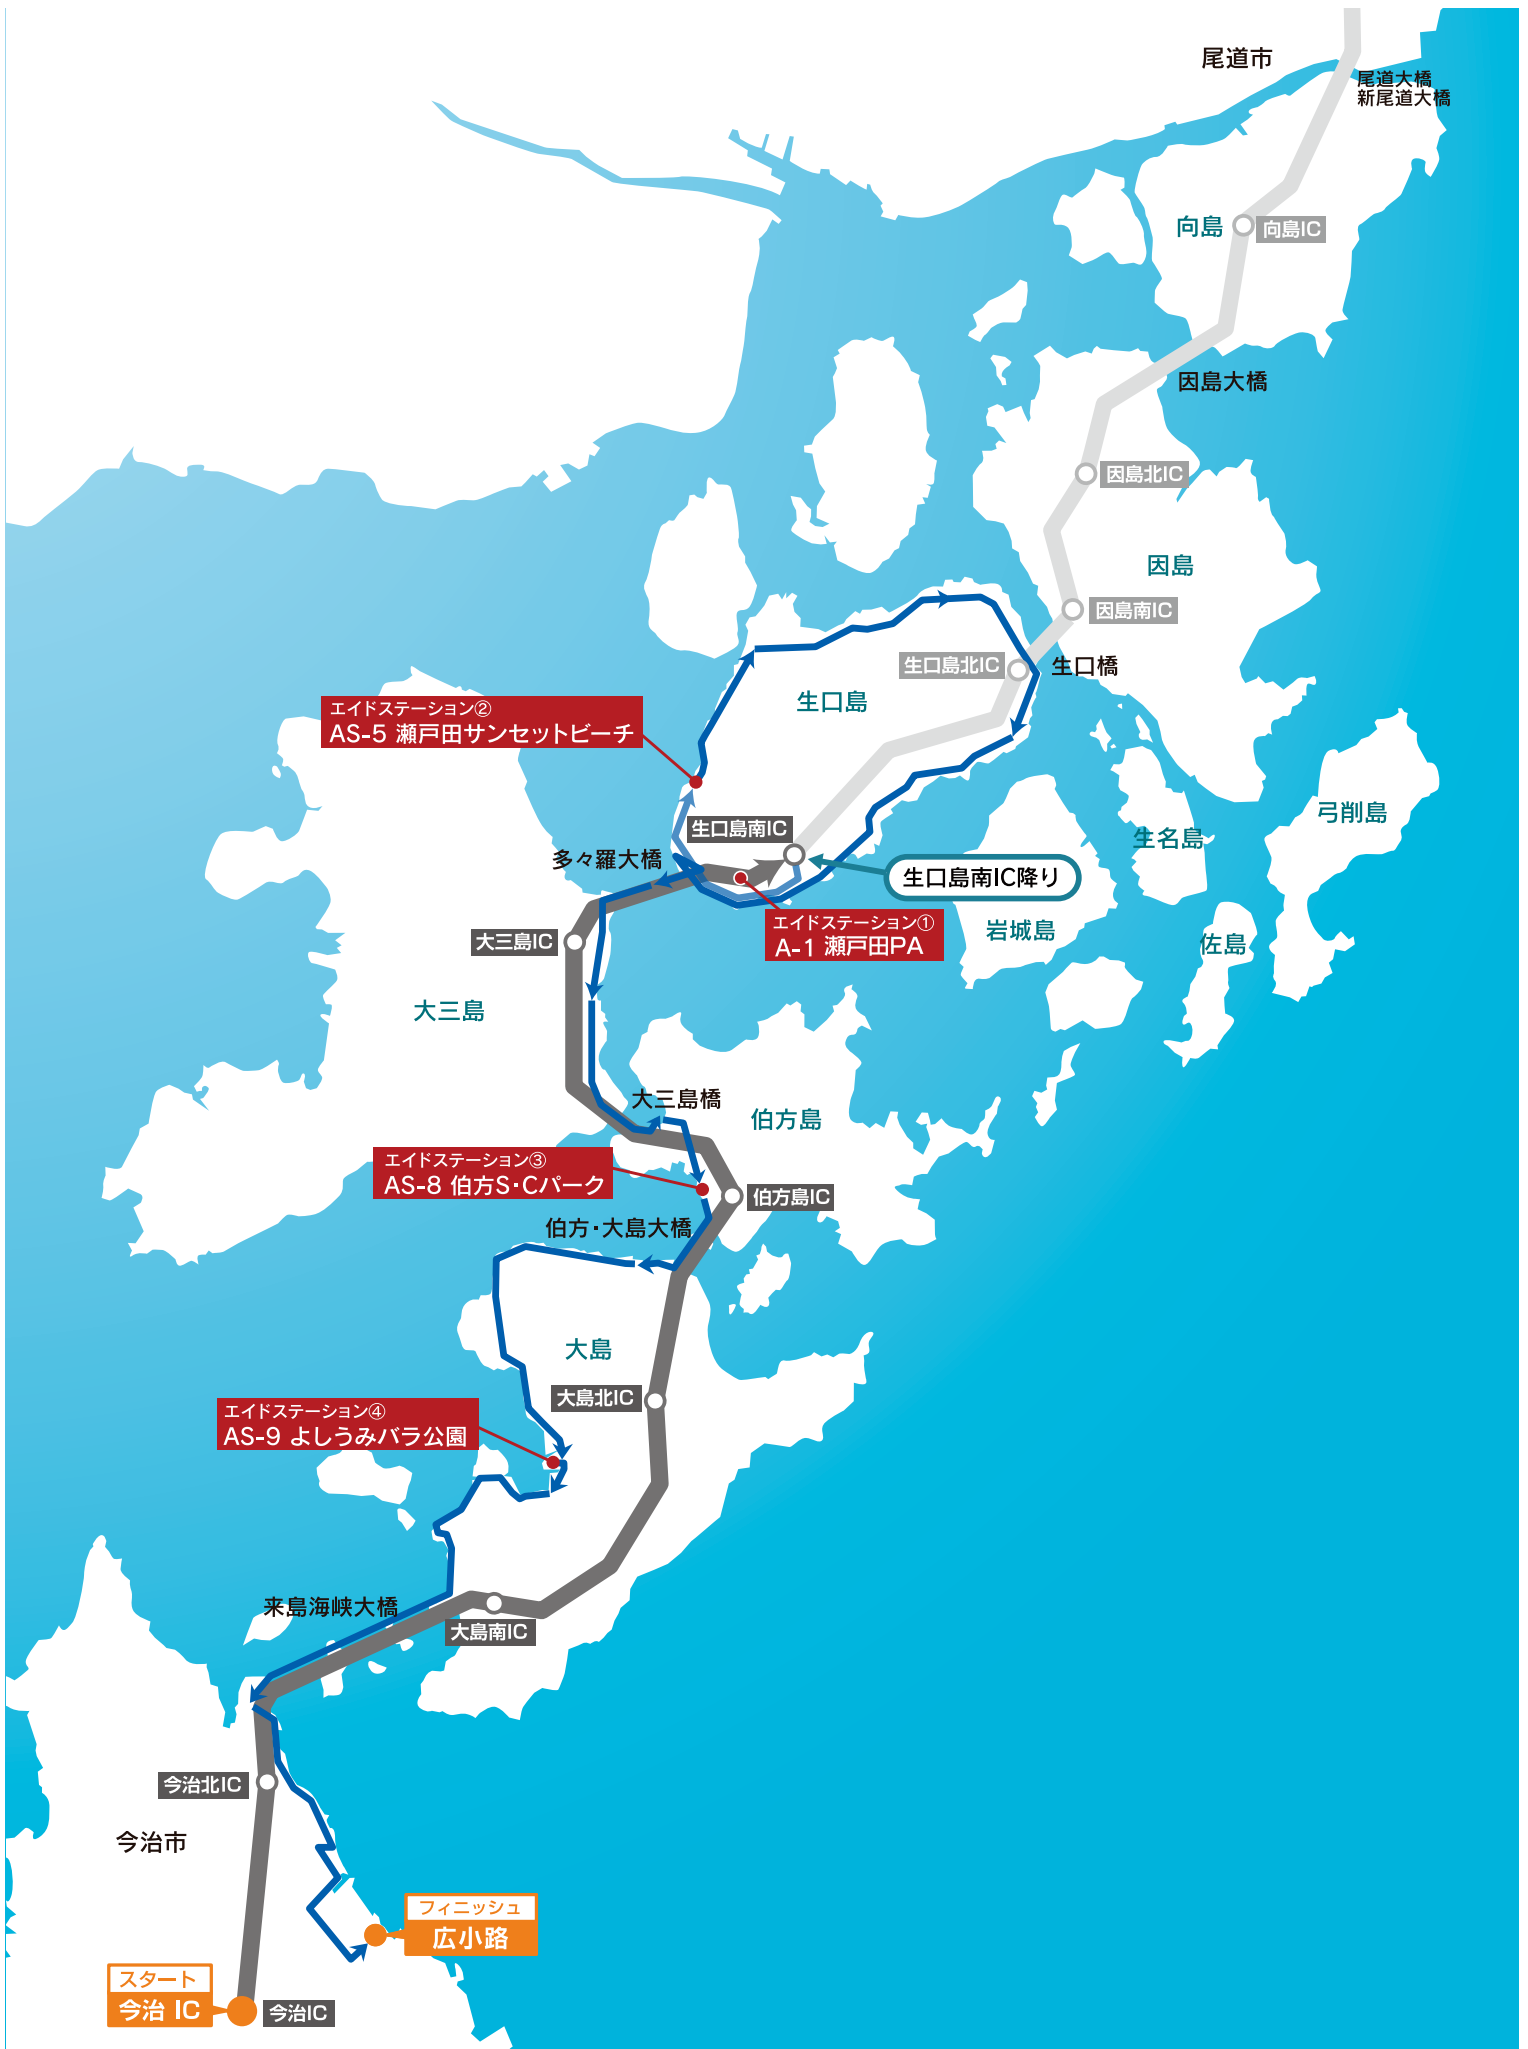 尾道市
尾道大橋
新尾道大橋
向島
向島IC
因島大橋
因島北IC
因島
因島南IC
生口島北IC
生口橋
生口島
エイドステーション②
AS-5 瀬戸田サンセットビーチ
生口島南IC
多々羅大橋
生口島南IC降り
生名島
弓削島
エイドステーション①
A-1 瀬戸田PA
岩城島
佐島
大三島IC
大三島
大三島橋
伯方島
エイドステーション③
AS-8 伯方S・Cパーク
伯方島IC
伯方・大島大橋
大島
大島北IC
エイドステーション④
AS-9 よしうみバラ公園
来島海峡大橋
大島南IC
今治北IC
今治市
フィニッシュ
広小路
スタート
今治 IC
今治IC